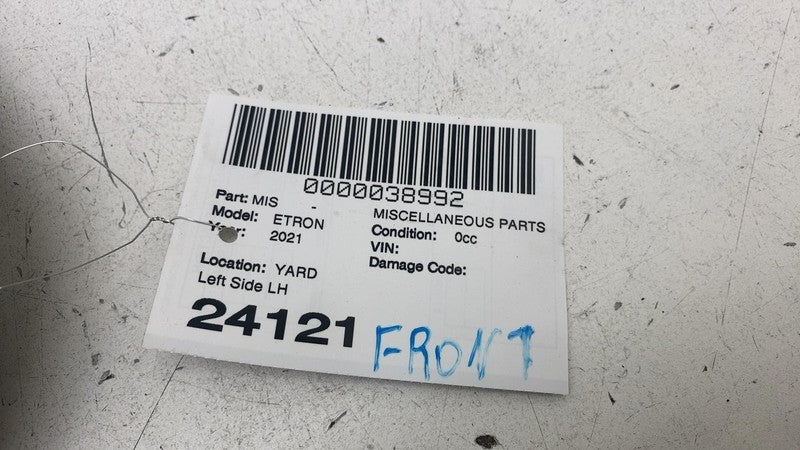 0000038992
Part: MIS - MISCELLANEOUS PARTS
Model: ETRON Condition: 0cc
Year: 2021 VIN:
Damage Code:
Location: YARD
Left Side LH
24121 FRONT